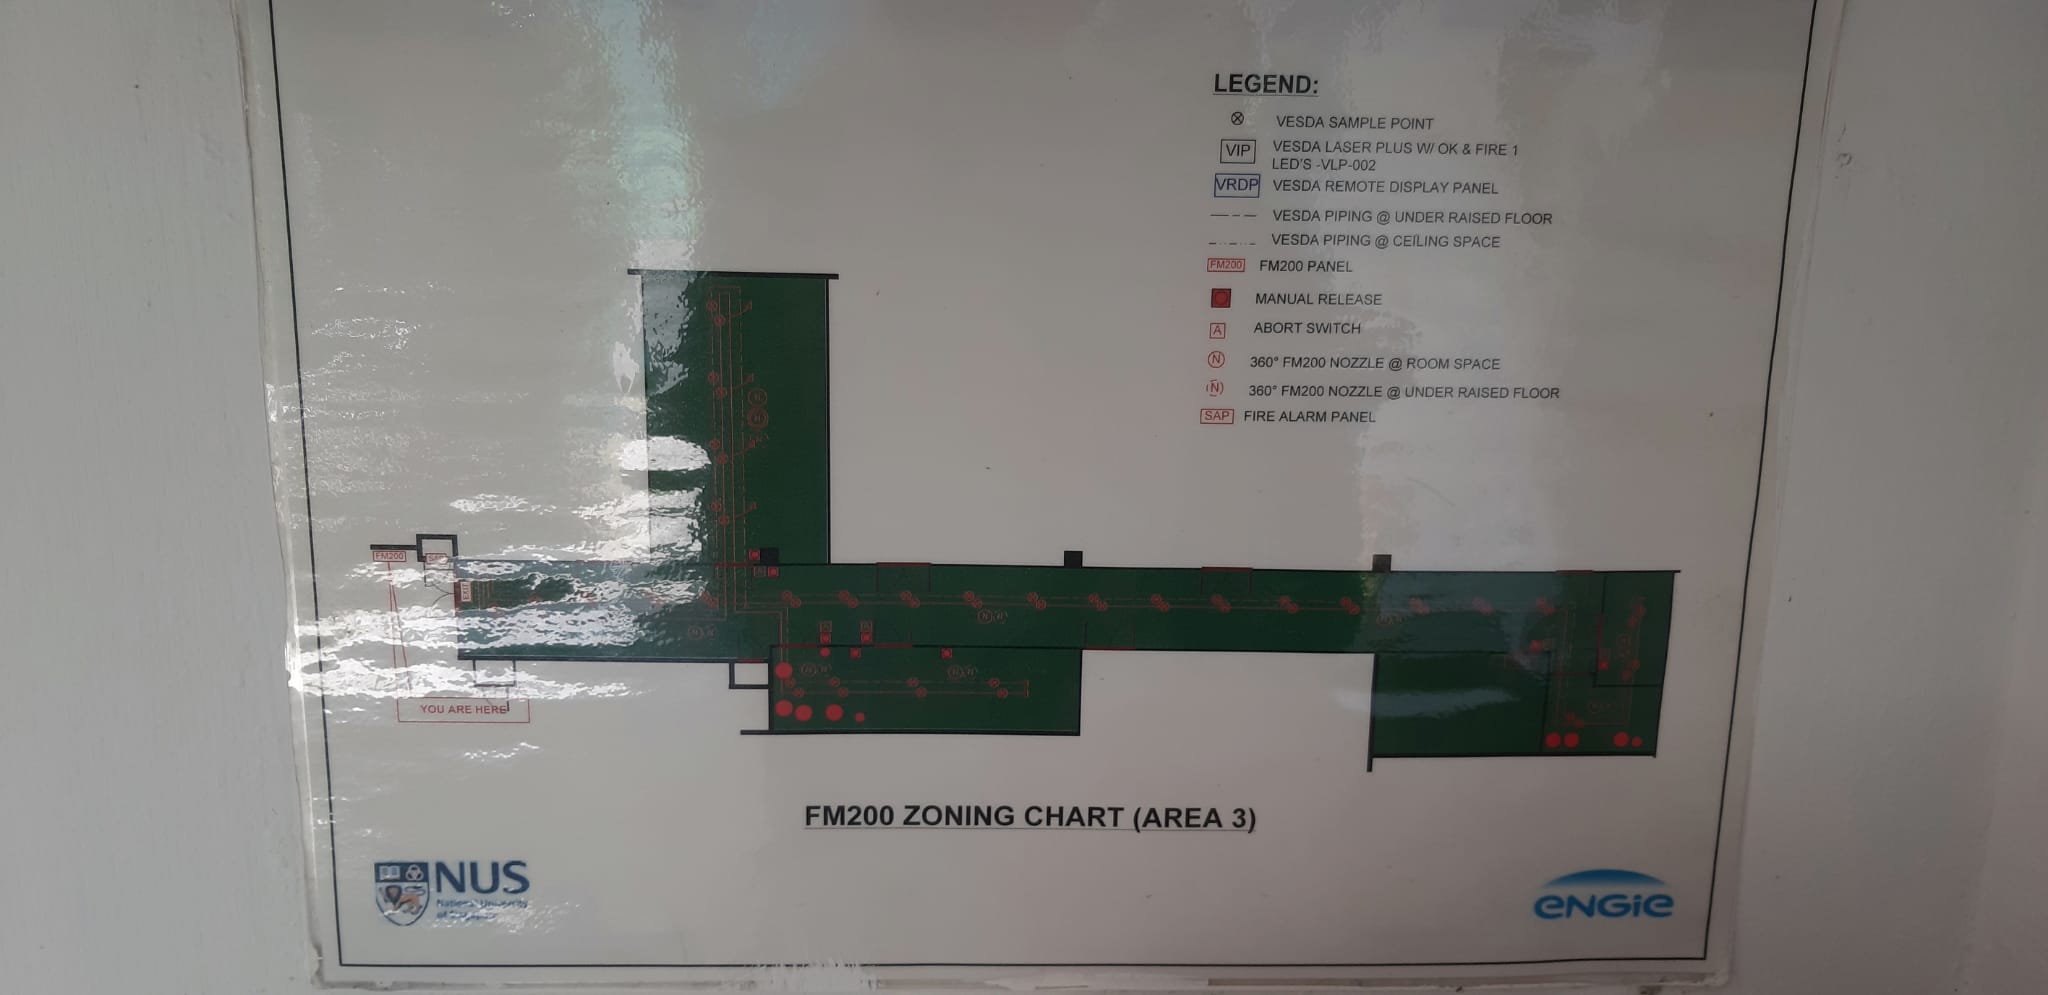 LEGEND:
VESDA SAMPLE POINT
VIP VESDA LASER PLUS W/ OK & FIRE 1
LED'S -VLP-002
VRDP VESDA REMOTE DISPLAY PANEL
VESDA PIPING @ UNDER RAISED FLOOR
VESDA PIPING @ CEILING SPACE
FM200 FM200 PANEL
MANUAL RELEASE
A ABORT SWITCH
N 360° FM200 NOZZLE @ ROOM SPACE
N 360° FM200 NOZZLE @ UNDER RAISED FLOOR
SAP FIRE ALARM PANEL
FM200
SAP
EXIT
YOU ARE HERE
FM200 ZONING CHART (AREA 3)
NUS
National University
of Singapore
ENGIE